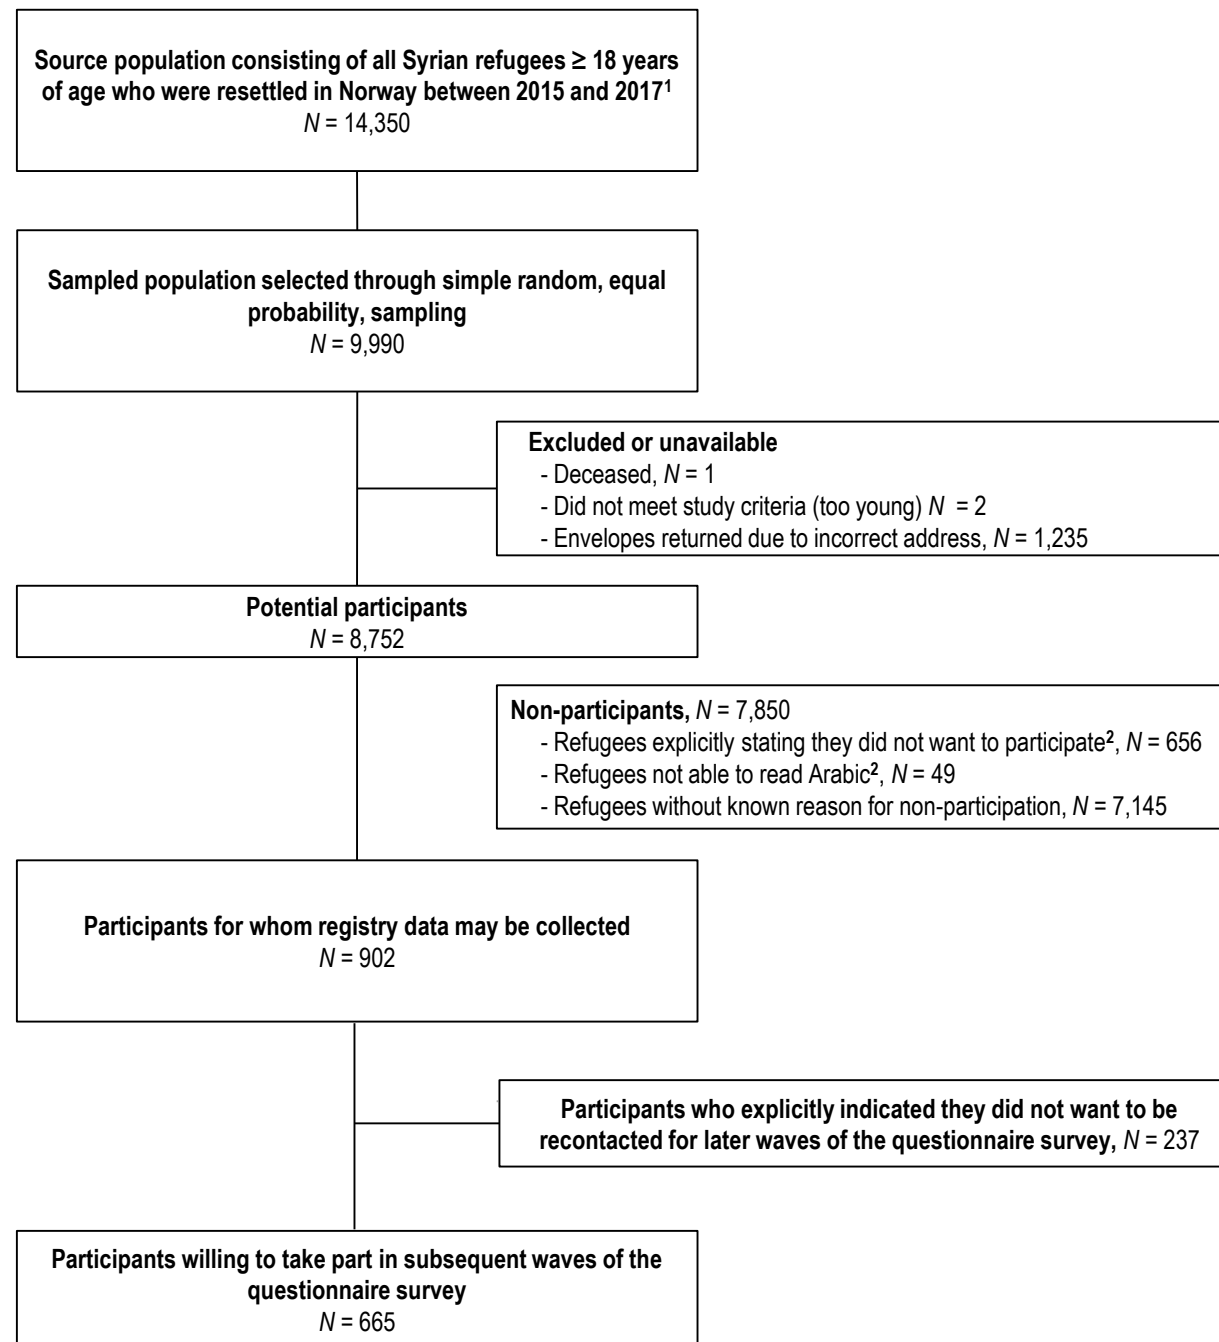 Source population consisting of all Syrian refugees ≥ 18 years
of age who were resettled in Norway between 2015 and 2017¹
N = 14,350
Sampled population selected through simple random, equal
probability, sampling
N = 9,990
Excluded or unavailable
- Deceased, N = 1
- Did not meet study criteria (too young) N = 2
- Envelopes returned due to incorrect address, N = 1,235
Potential participants
N = 8,752
Non-participants, N = 7,850
- Refugees explicitly stating they did not want to participate², N = 656
- Refugees not able to read Arabic², N = 49
- Refugees without known reason for non-participation, N = 7,145
Participants for whom registry data may be collected
N = 902
Participants who explicitly indicated they did not want to be
recontacted for later waves of the questionnaire survey, N = 237
Participants willing to take part in subsequent waves of the
questionnaire survey
N = 665